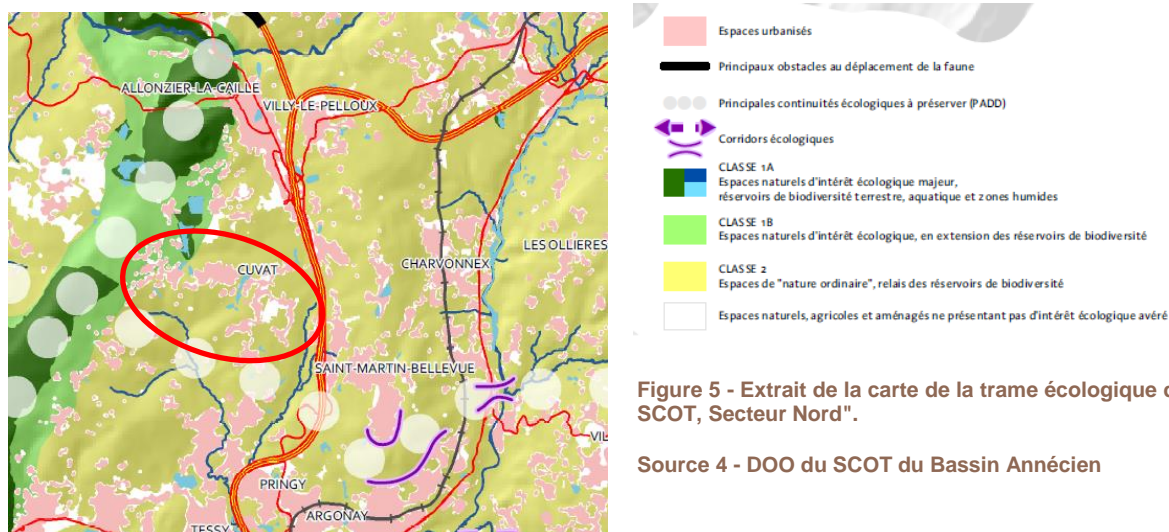 ALLONZIER-LA-CAILLE
VILLY-LE-PELLOUX
CUVAT
CHARVONNEX
LES OLLIERES
SAINT-MARTIN-BELLEVUE
VIL
PRINGY
ARGONAY
TESSY
Espaces urbanisés
Principaux obstacles au déplacement de la faune
Principales continuités écologiques à préserver (PADD)
Corridors écologiques
CLASSE 1A
Espaces naturels d'intérêt écologique majeur,
réservoirs de biodiversité terrestre, aquatique et zones humides
CLASSE 1B
Espaces naturels d'intérêt écologique, en extension des réservoirs de biodiversité
CLASSE 2
Espaces de "nature ordinaire", relais des réservoirs de biodiversité
Espaces naturels, agricoles et aménagés ne présentant pas d'intérêt écologique avéré
Figure 5 - Extrait de la carte de la trame écologique
SCOT, Secteur Nord".
Source 4 - DOO du SCOT du Bassin Annécien